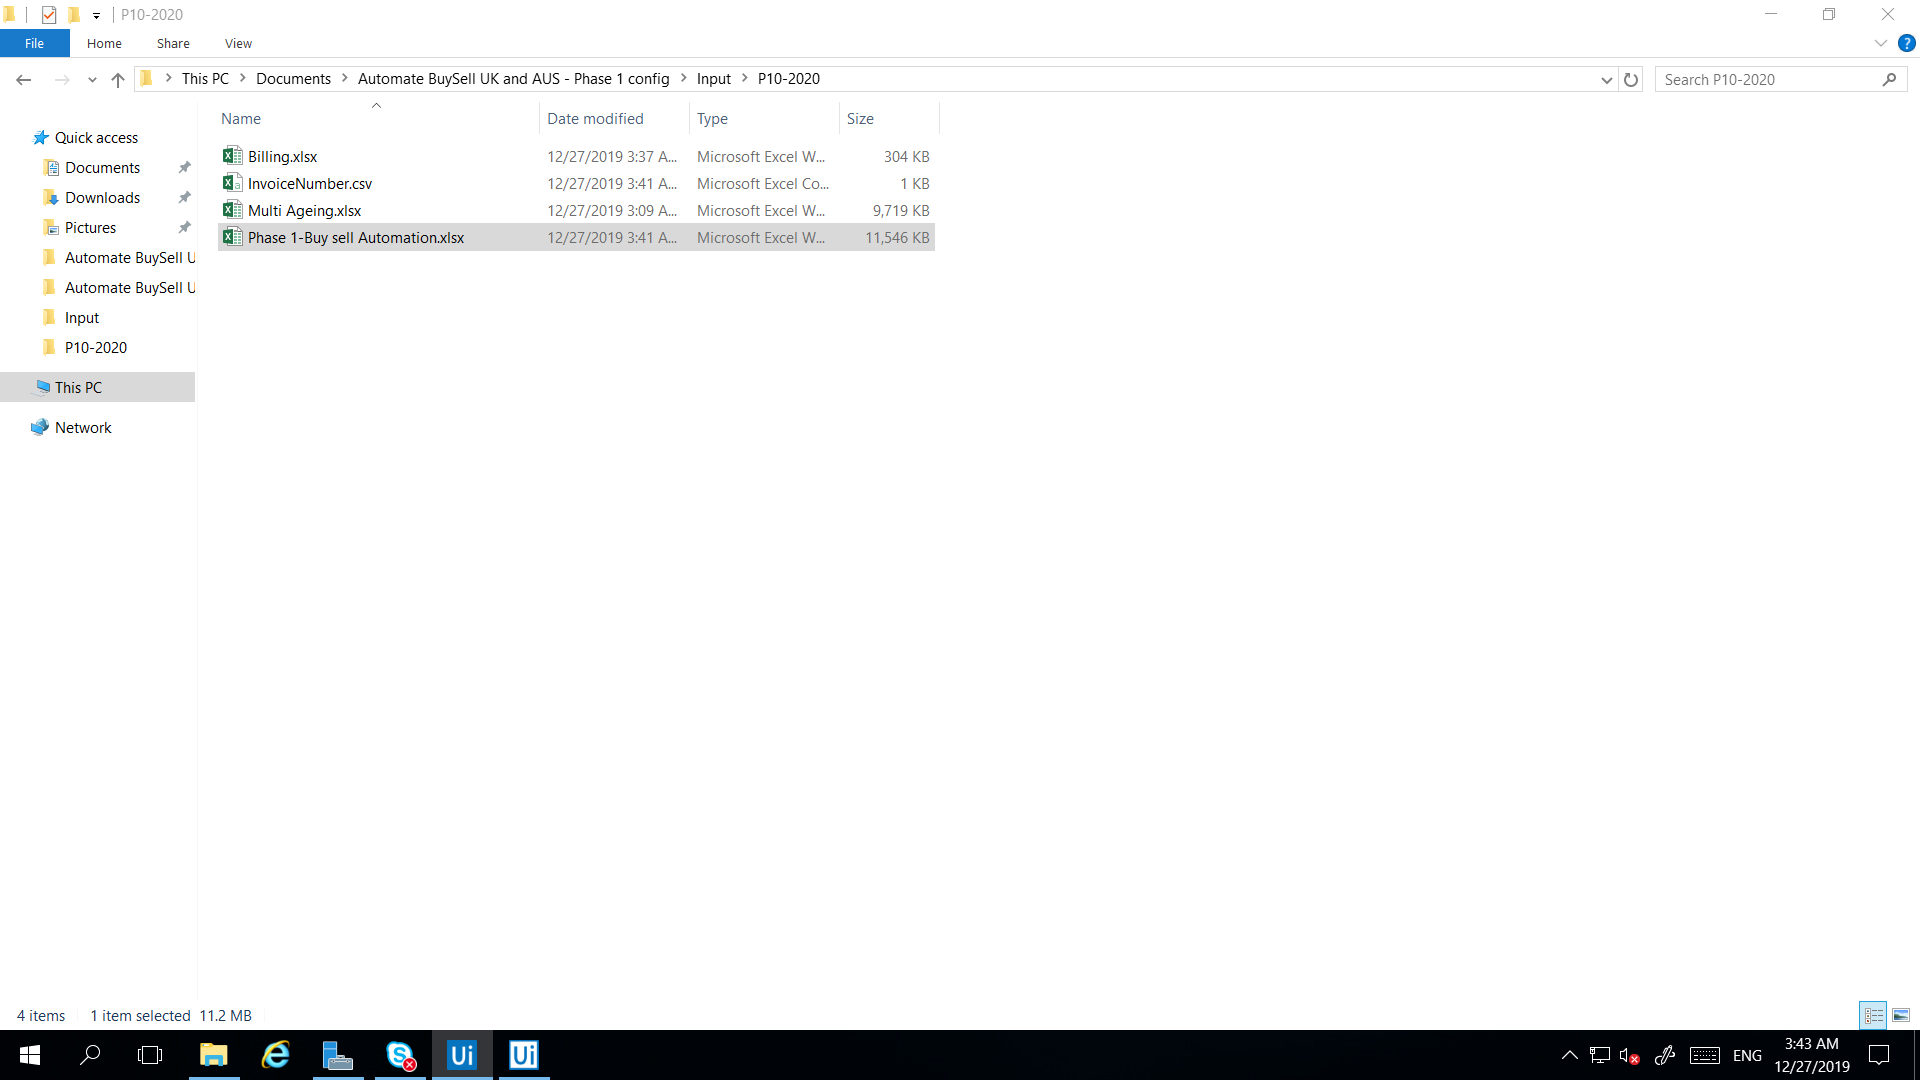 P10-2020
File Home Share View
This PC Documents Automate BuySell UK and AUS - Phase 1 config Input P10-2020
Search P10-2020
Name Date modified Type Size
Quick access
Documents
Downloads
Pictures
Automate BuySell U
Automate BuySell U
Input
P10-2020
This PC
Network
Billing.xlsx 12/27/2019 3:37 A... Microsoft Excel W... 304 KB
InvoiceNumber.csv 12/27/2019 3:41 A... Microsoft Excel Co... 1 KB
Multi Ageing.xlsx 12/27/2019 3:09 A... Microsoft Excel W... 9,719 KB
Phase 1-Buy sell Automation.xlsx 12/27/2019 3:41 A... Microsoft Excel W... 11,546 KB
4 items 1 item selected 11.2 MB
Ui Ui
ENG
3:43 AM
12/27/2019